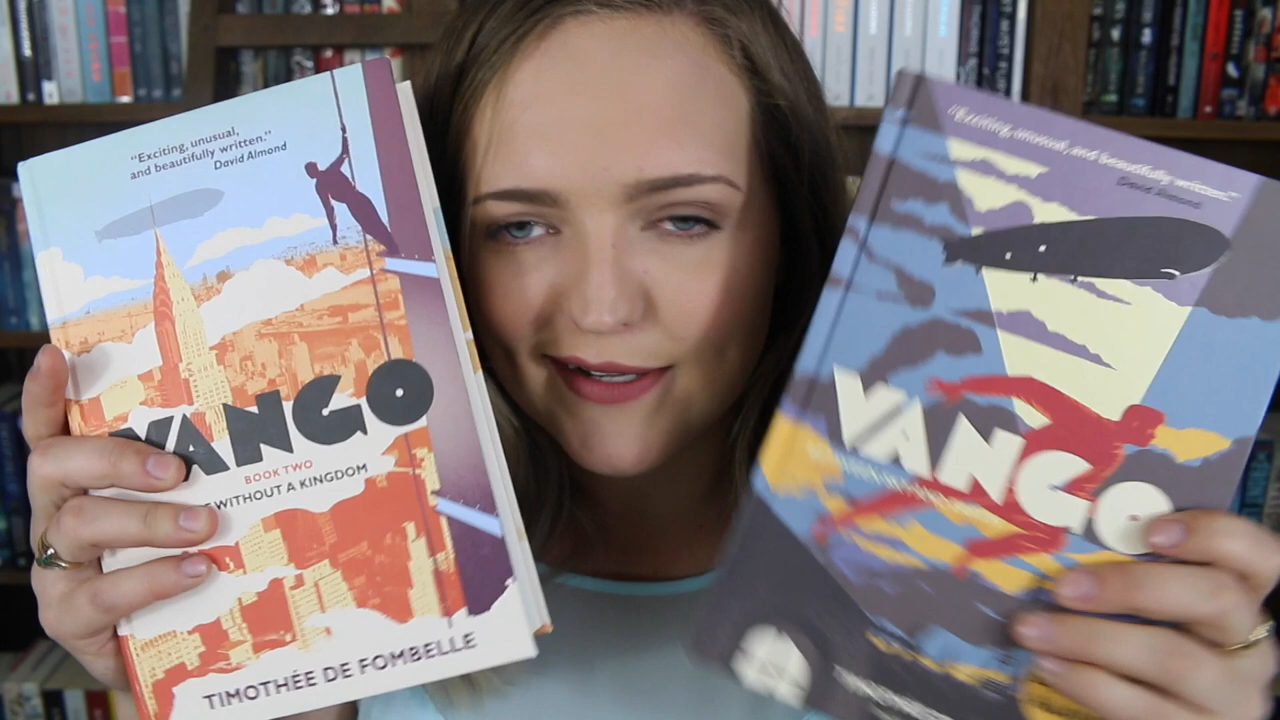 "Exciting, unusual,
and beautifully written."
David Almond
VANGO
BOOK TWO
WITHOUT A KINGDOM
TIMOTHÉE DE FOMBELLE
"Exciting, unusual, and beautifully written."
David Almond
VANGO